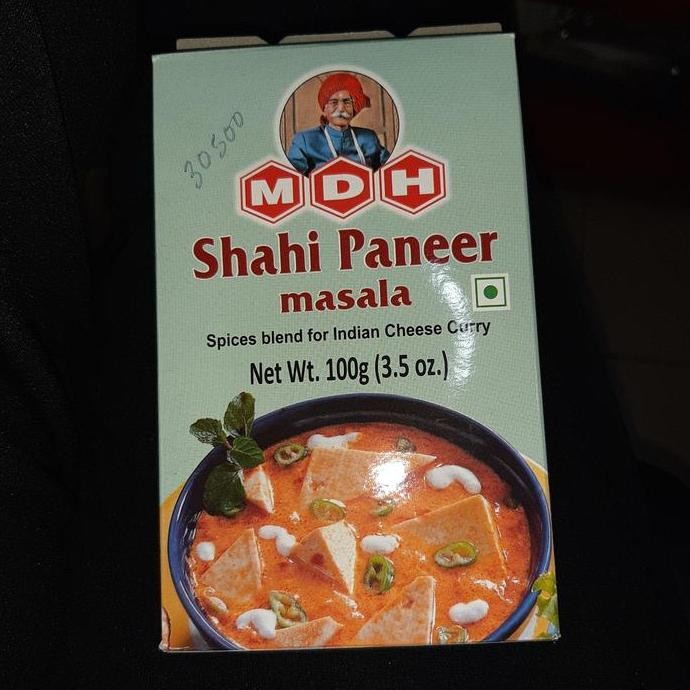 30500
MDH
Shahi Paneer
masala
Spices blend for Indian Cheese Curry
Net Wt. 100g (3.5 oz.)